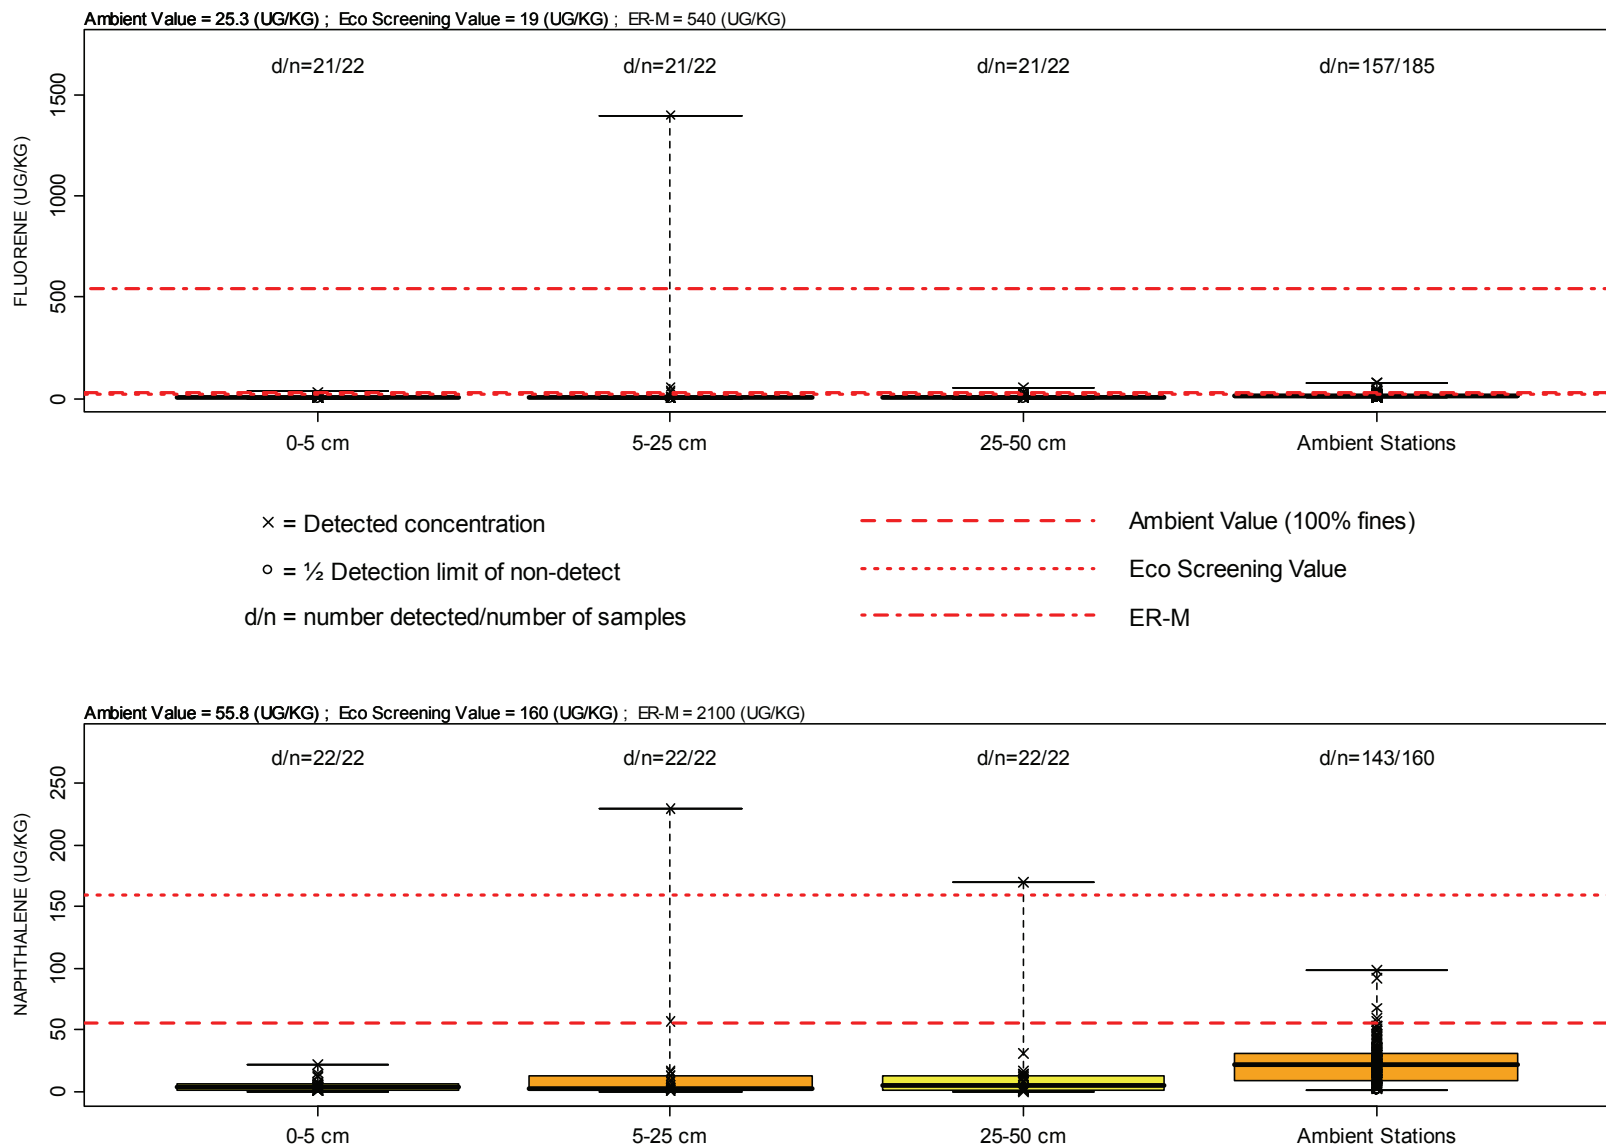 Ambient Value = 25.3 (UG/KG) ; Eco Screening Value = 19 (UG/KG) ; ER-M = 540 (UG/KG)
d/n=21/22 d/n=21/22 d/n=21/22 d/n=157/185
FLUORENE (UG/KG)
1500
1000
500
0
0-5 cm 5-25 cm 25-50 cm Ambient Stations
× = Detected concentration
Ambient Value (100% fines)
o = ½ Detection limit of non-detect
Eco Screening Value
d/n = number detected/number of samples
ER-M
Ambient Value = 55.8 (UG/KG) ; Eco Screening Value = 160 (UG/KG) ; ER-M = 2100 (UG/KG)
d/n=22/22 d/n=22/22 d/n=22/22 d/n=143/160
NAPHTHALENE (UG/KG)
250
200
150
100
50
0
0-5 cm 5-25 cm 25-50 cm Ambient Stations